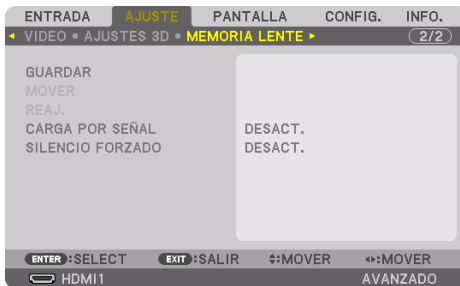 ENTRADA AJUSTE PANTALLA CONFIG. INFO.
VIDEO • AJUSTES 3D • MEMORIA LENTE 2/2
GUARDAR
MOVER
REAJ.
CARGA POR SEÑAL DESACT.
SILENCIO FORZADO DESACT.
ENTER :SELECT EXIT :SALIR :MOVER :MOVER
HDMI1 AVANZADO